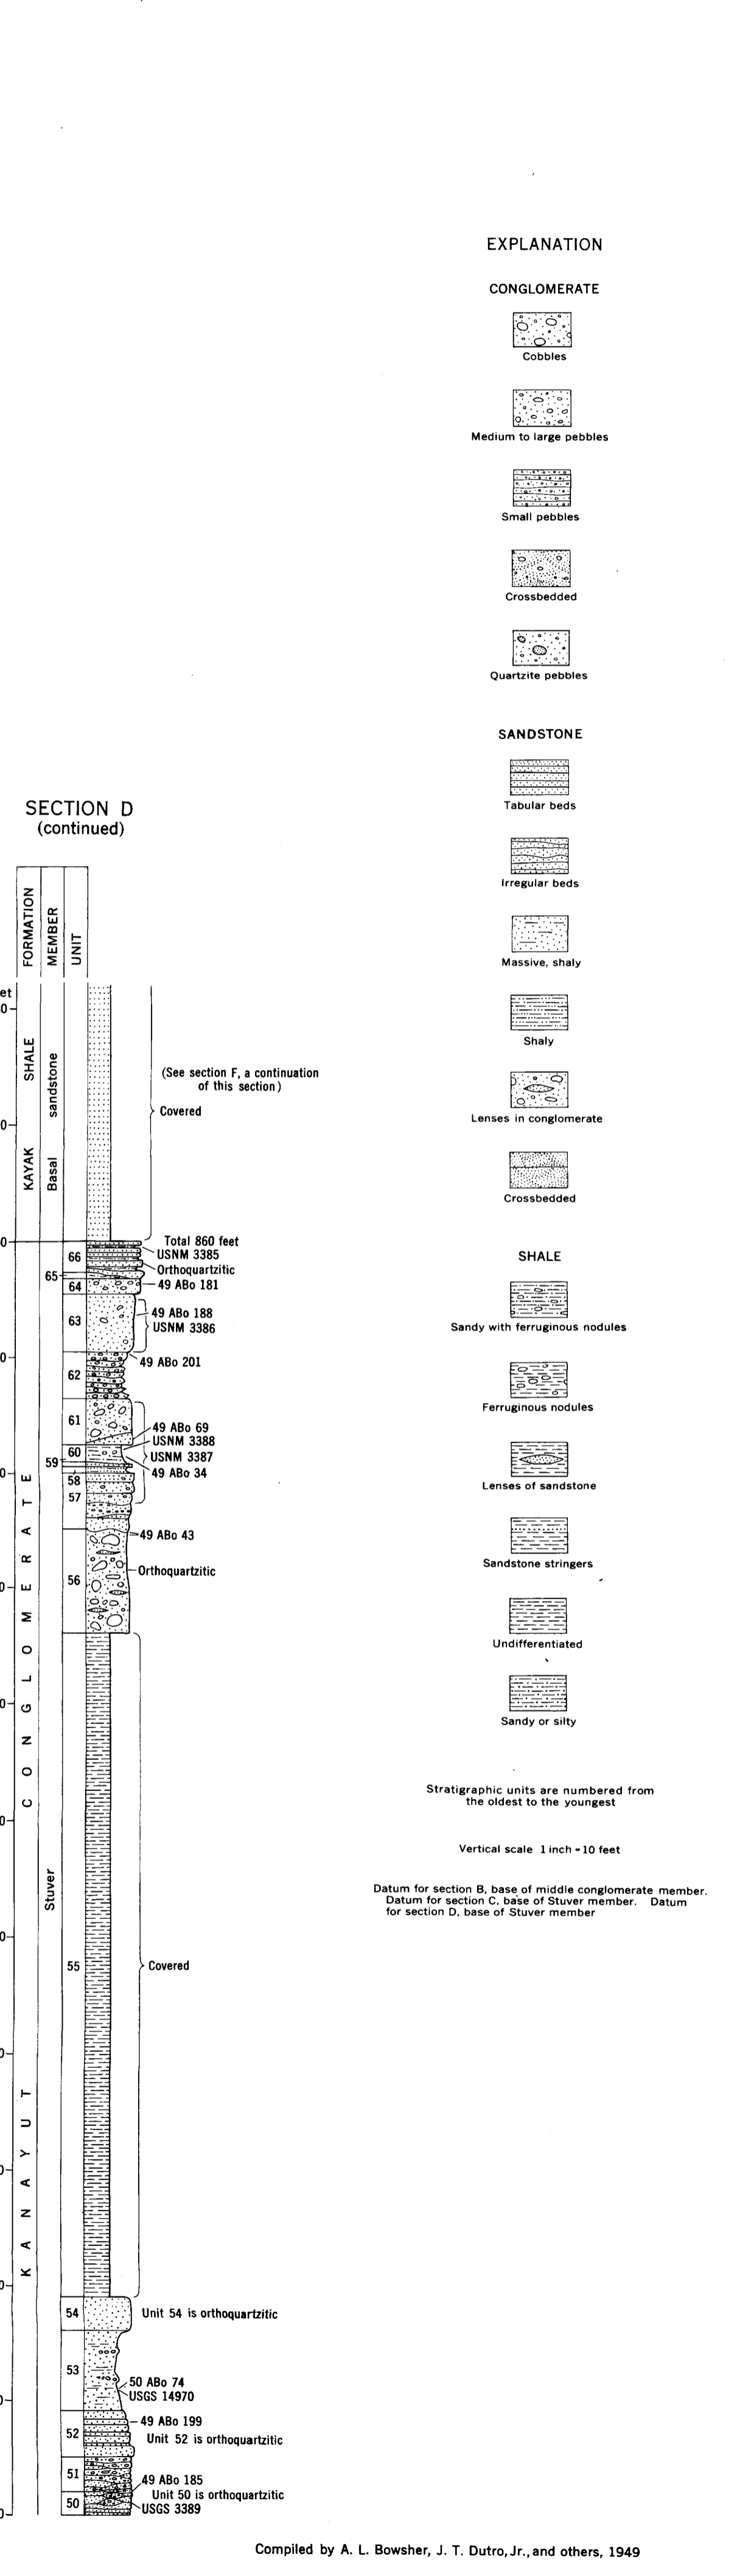 EXPLANATION
CONGLOMERATE
Cobbles
Medium to large pebbles
Small pebbles
Crossbedded
Quartzite pebbles
SANDSTONE
Tabular beds
Irregular beds
Massive, shaly
Shaly
Lenses in conglomerate
Crossbedded
SHALE
Sandy with ferruginous nodules
Ferruginous nodules
Lenses of sandstone
Sandstone stringers
Undifferentiated
Sandy or silty
Stratigraphic units are numbered from
the oldest to the youngest
Vertical scale 1 inch = 10 feet
Datum for section B, base of middle conglomerate member.
Datum for section C, base of Stuver member. Datum
for section D, base of Stuver member
SECTION D
(continued)
FORMATION
MEMBER
UNIT
et
KAYAK SHALE
Basal sandstone
(See section F, a continuation
of this section)
Covered
Total 860 feet
66
USNM 3385
Orthoquartzitic
65
64
49 ABo 181
63
49 ABo 188
USNM 3386
62
49 ABo 201
61
49 ABo 69
USNM 3388
60
USNM 3387
59
49 ABo 34
58
57
49 ABo 43
Orthoquartzitic
56
KANAYUT CONGLOMERATE
Stuver
55
Covered
54
Unit 54 is orthoquartzitic
53
50 ABo 74
USGS 14970
49 ABo 199
52
Unit 52 is orthoquartzitic
51
49 ABo 185
Unit 50 is orthoquartzitic
50
USGS 3389
Compiled by A. L. Bowsher, J. T. Dutro, Jr., and others, 1949